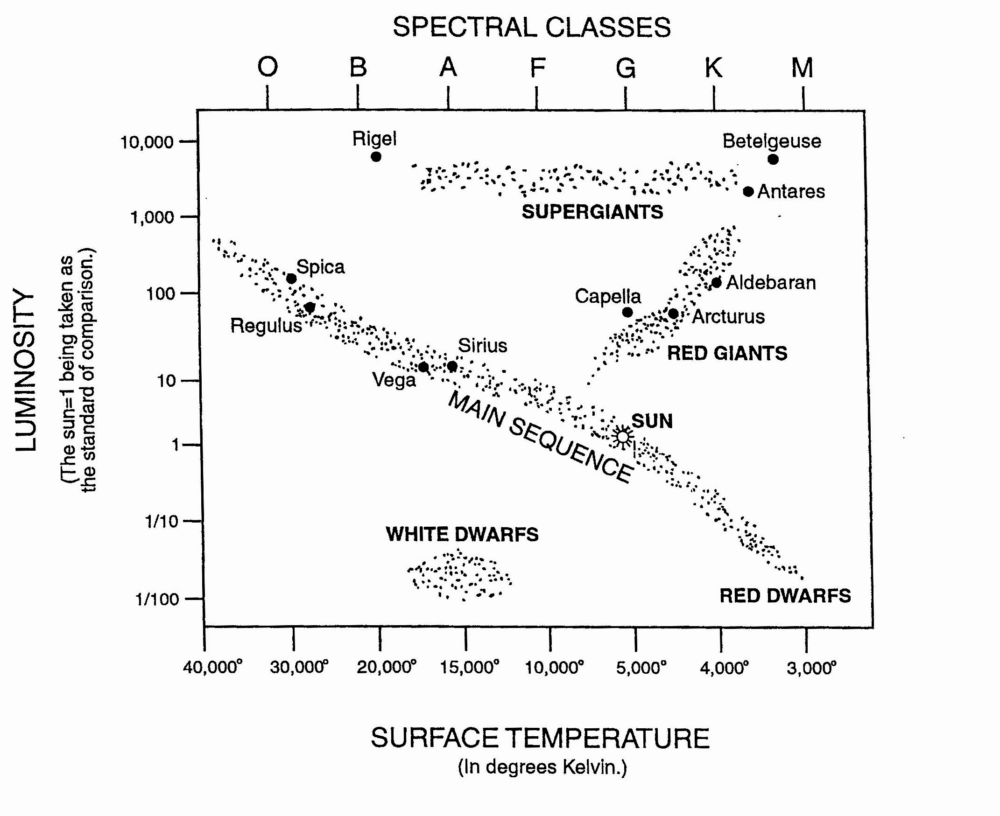 SPECTRAL CLASSES
O B A F G K M
10,000
Rigel
Betelgeuse
Antares
SUPERGIANTS
1,000
Spica
Aldebaran
100
Capella
Regulus
Arcturus
Sirius
RED GIANTS
Vega
10
MAIN SEQUENCE
SUN
1
1/10
WHITE DWARFS
1/100
RED DWARFS
LUMINOSITY
(The sun=1 being taken as
the standard of comparison.)
40,000° 30,000° 20,000° 15,000° 10,000° 5,000° 4,000° 3,000°
SURFACE TEMPERATURE
(In degrees Kelvin.)